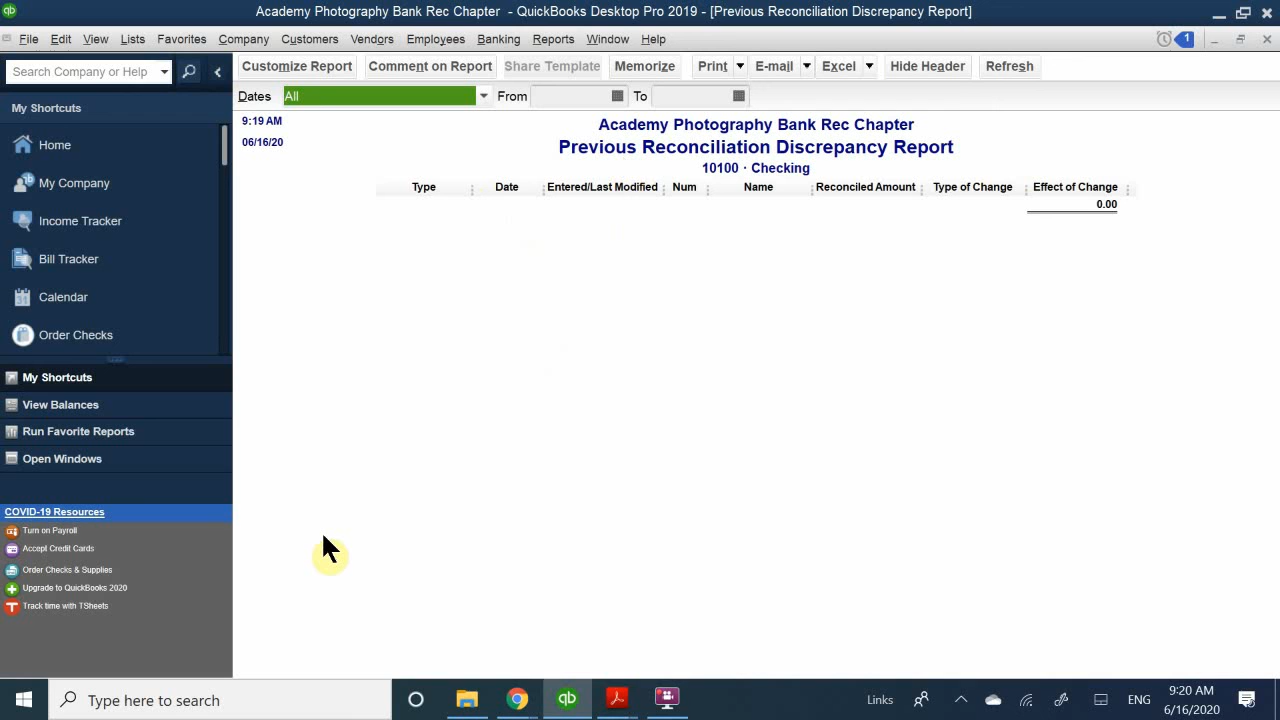 Academy Photography Bank Rec Chapter - QuickBooks Desktop Pro 2019 - [Previous Reconciliation Discrepancy Report]
File Edit View Lists Favorites Company Customers Vendors Employees Banking Reports Window Help 1
Search Company or Help
My Shortcuts
Home
My Company
Income Tracker
Bill Tracker
Calendar
Order Checks
My Shortcuts
View Balances
Run Favorite Reports
Open Windows
COVID-19 Resources
Turn on Payroll
Accept Credit Cards
Order Checks & Supplies
Upgrade to QuickBooks 2020
Track time with TSheets
Customize Report Comment on Report Share Template Memorize Print E-mail Excel Hide Header Refresh
Dates All From To
9:19 AM
06/16/20
Academy Photography Bank Rec Chapter
Previous Reconciliation Discrepancy Report
10100 · Checking
Type Date Entered/Last Modified Num Name Reconciled Amount Type of Change Effect of Change
0.00
Type here to search
Links
ENG
9:20 AM
6/16/2020